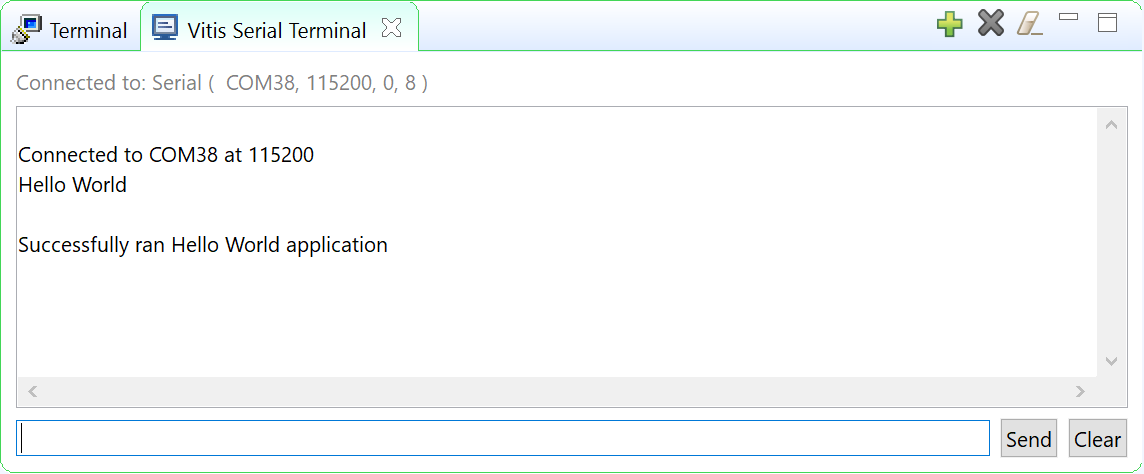 Terminal
Vitis Serial Terminal
Connected to: Serial (  COM38, 115200, 0, 8 )
Connected to COM38 at 115200
Hello World
Successfully ran Hello World application
Send
Clear